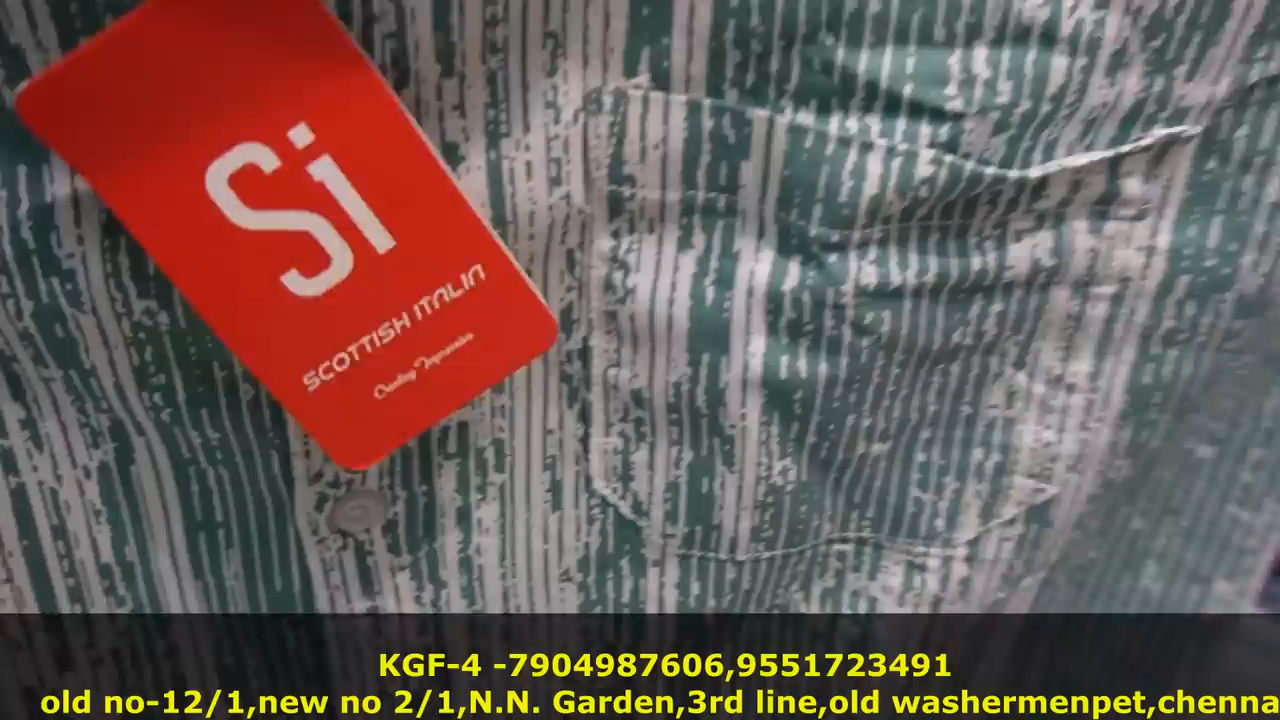 Si
SCOTTISH ITALIA
KGF-4 -7904987606,9551723491
old no-12/1,new no 2/1,N.N. Garden,3rd line,old washermenpet,chenna